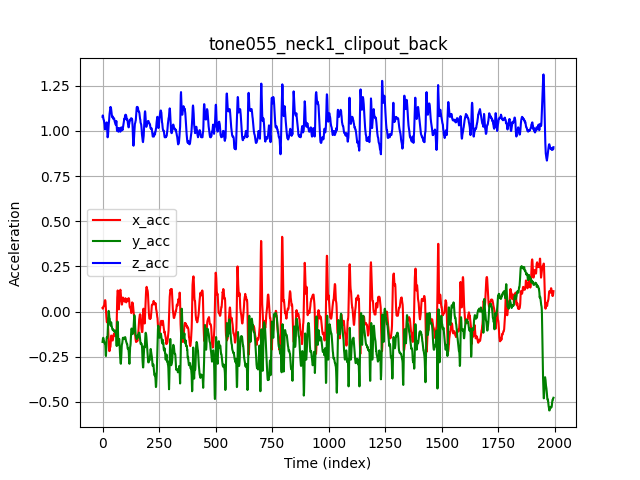 tone055_neck1_clipout_back
1.25
1.00
0.75
0.50
0.25
0.00
−0.25
−0.50
Acceleration
x_acc
y_acc
z_acc
0 250 500 750 1000 1250 1500 1750 2000
Time (index)